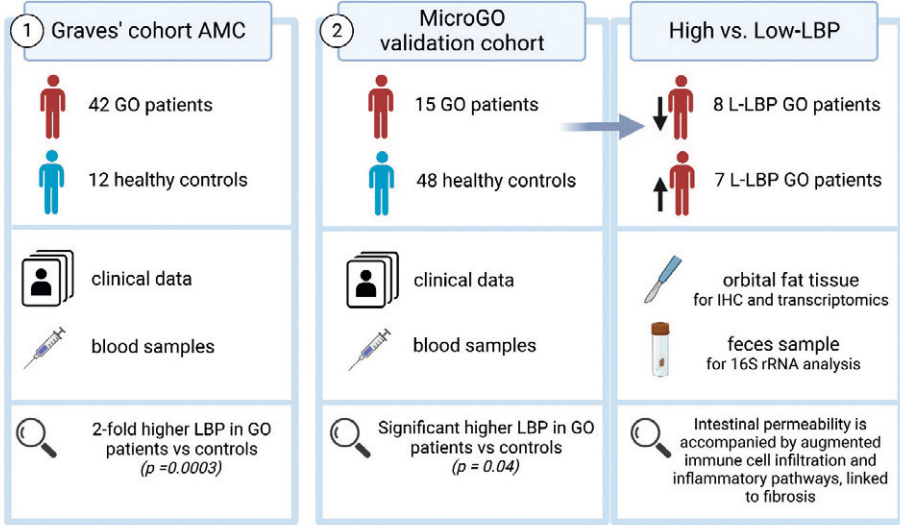 1 Graves' cohort AMC
42 GO patients
12 healthy controls
clinical data
blood samples
2-fold higher LBP in GO
patients vs controls
(p =0.0003)
2 MicroGO
validation cohort
15 GO patients
48 healthy controls
clinical data
blood samples
Significant higher LBP in GO
patients vs controls
(p = 0.04)
High vs. Low-LBP
8 L-LBP GO patients
7 L-LBP GO patients
orbital fat tissue
for IHC and transcriptomics
feces sample
for 16S rRNA analysis
Intestinal permeability is
accompanied by augmented
immune cell infiltration and
inflammatory pathways, linked
to fibrosis